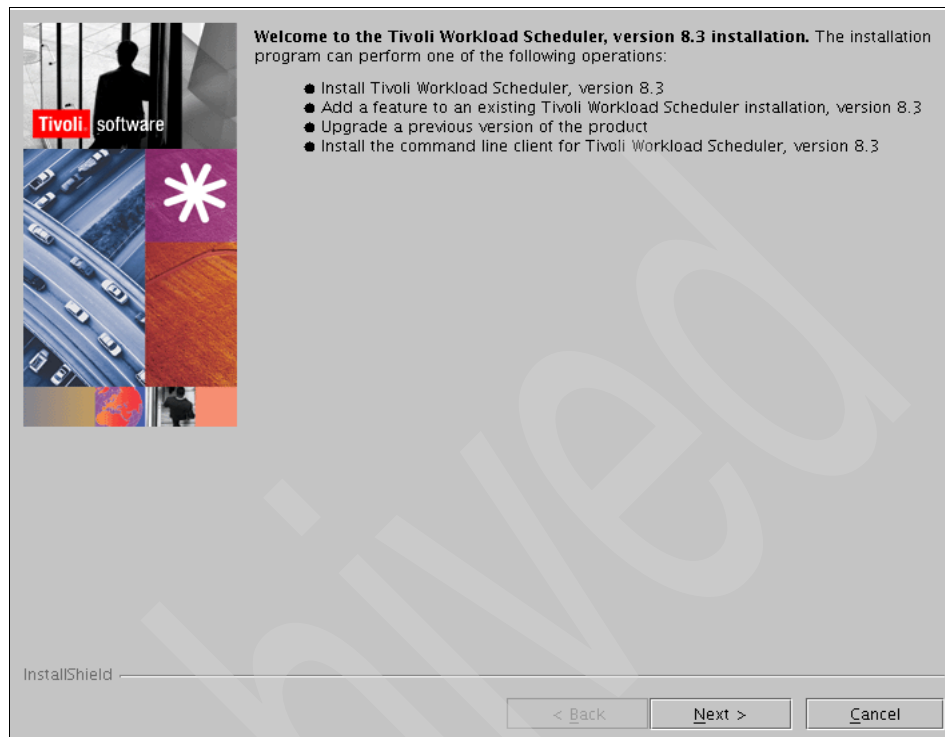 Welcome to the Tivoli Workload Scheduler, version 8.3 installation. The installation
program can perform one of the following operations:
● Install Tivoli Workload Scheduler, version 8.3
● Add a feature to an existing Tivoli Workload Scheduler installation, version 8.3
● Upgrade a previous version of the product
● Install the command line client for Tivoli Workload Scheduler, version 8.3
Tivoli. software
hived
InstallShield
< Back
Next >
Cancel